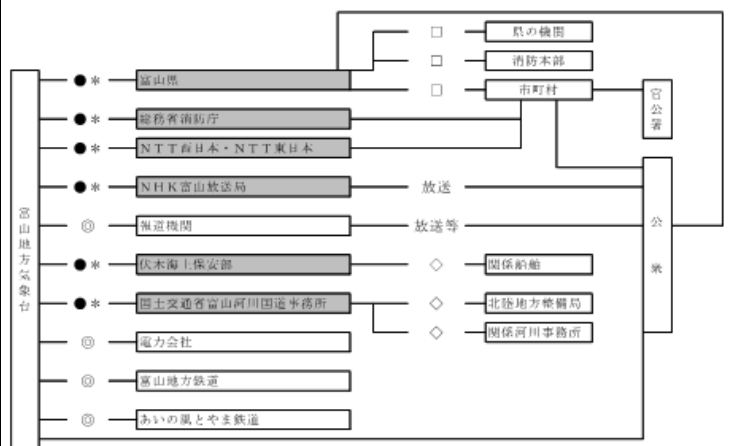 県の機関
消防本部
● * 富山県 □ 市町村
官公署
● * 総務省消防庁
● * NTT西日本・NTT東日本
● * NHK富山放送局 放送
◎ 報道機関 放送等
富山地方気象台
公衆
● * 伏木海上保安部 ◇ 関係船舶
● * 国土交通省富山河川国道事務所 ◇ 北陸地方整備局
◇ 関係河川事務所
◎ 電力会社
◎ 富山地方鉄道
◎ あいの風とやま鉄道